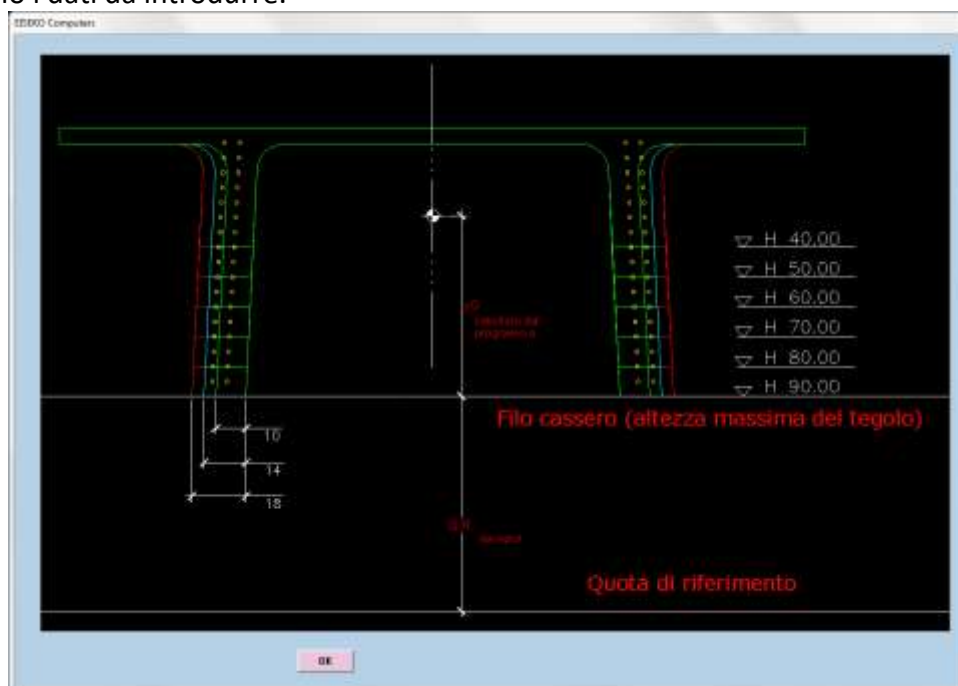 i dati da introdurre.
Computers
H 40.00
H 50.00
H 60.00
H 70.00
H 80.00
H 90.00
Filo cassero (altezza massima del tegolo)
10
14
18
Quota di riferimento
OK